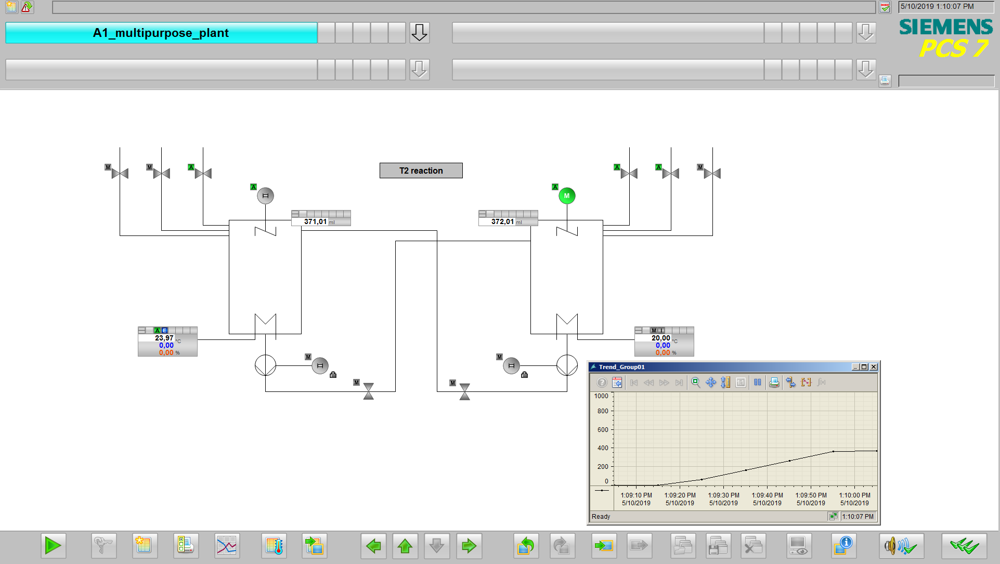 5/10/2019 1:10:07 PM
A1_multipurpose_plant
SIEMENS
PCS 7
M
M
A
T2 reaction
A
A
M
A
A
M
371,01 ml
372,01 ml
A E
23,97 °C
0,00
0,00 %
M I
20,00 °C
0,00
0,00 %
M
M
M
M
Trend_Group01
1:1
1000
800
600
400
200
0
1:09:10 PM 1:09:20 PM 1:09:30 PM 1:09:40 PM 1:09:50 PM 1:10:00 PM
5/10/2019 5/10/2019 5/10/2019 5/10/2019 5/10/2019 5/10/2019
Ready
1:10:07 PM